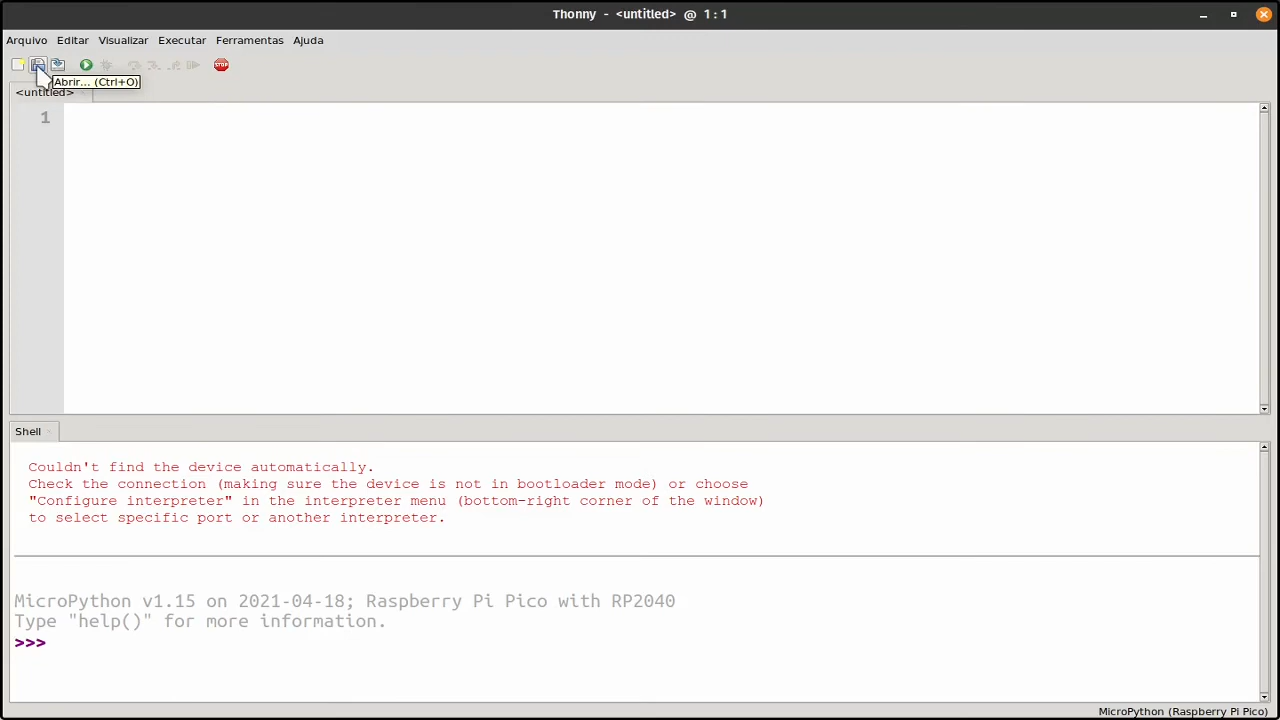 Thonny - <untitled> @ 1:1
Arquivo Editar Visualizar Executar Ferramentas Ajuda
STOP
Abrir... (Ctrl+O)
<untitled>
1
Shell
Couldn't find the device automatically.
Check the connection (making sure the device is not in bootloader mode) or choose
"Configure interpreter" in the interpreter menu (bottom-right corner of the window)
to select specific port or another interpreter.
MicroPython v1.15 on 2021-04-18; Raspberry Pi Pico with RP2040
Type "help()" for more information.
>>>
MicroPython (Raspberry Pi Pico)